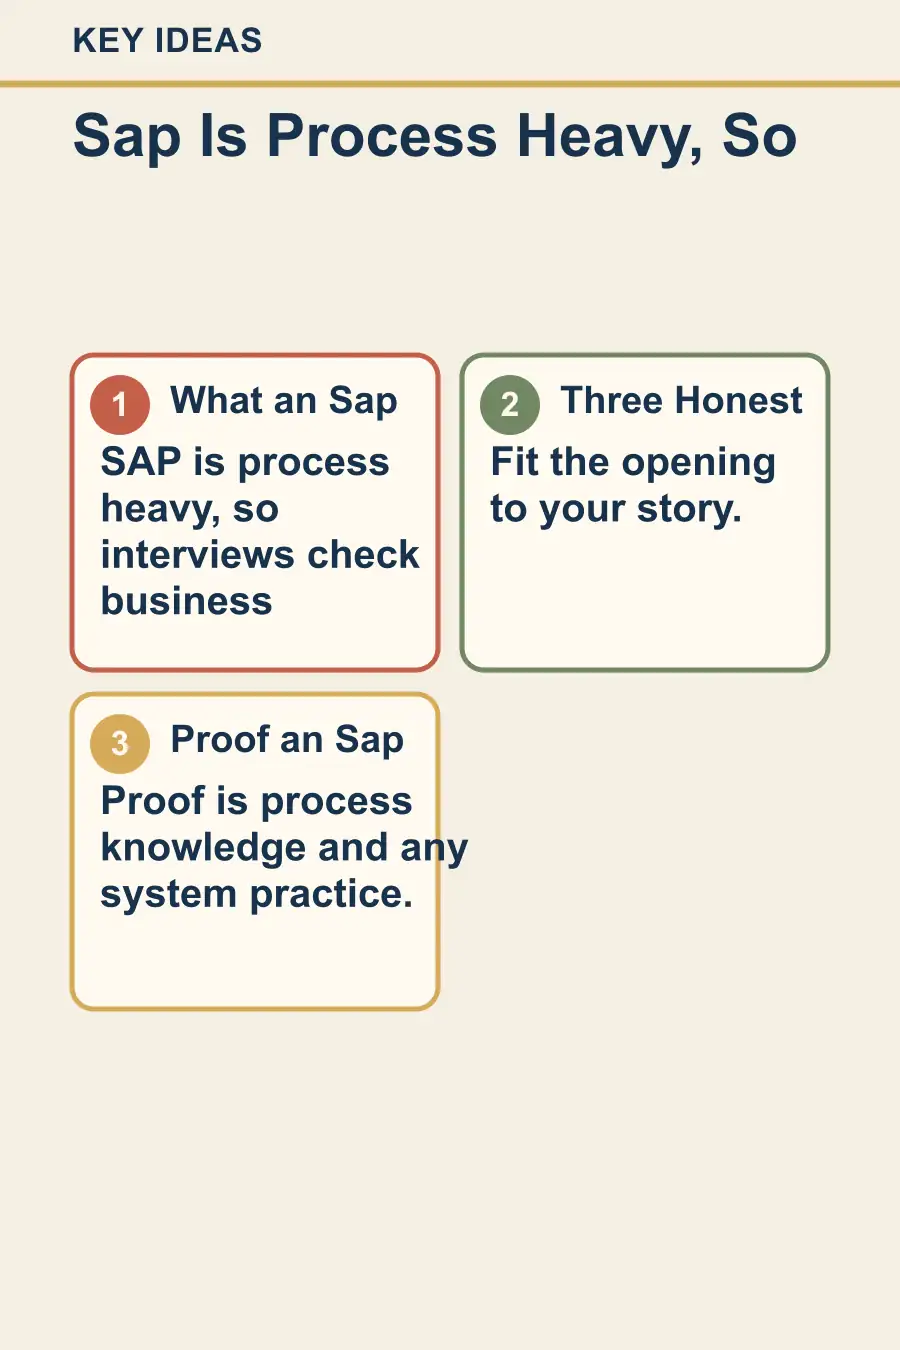 KEY IDEAS
Sap Is Process Heavy, So
1
What an Sap
SAP is process
heavy, so
interviews check
business
2
Three Honest
Fit the opening
to your story.
3
Proof an Sap
Proof is process
knowledge and any
system practice.